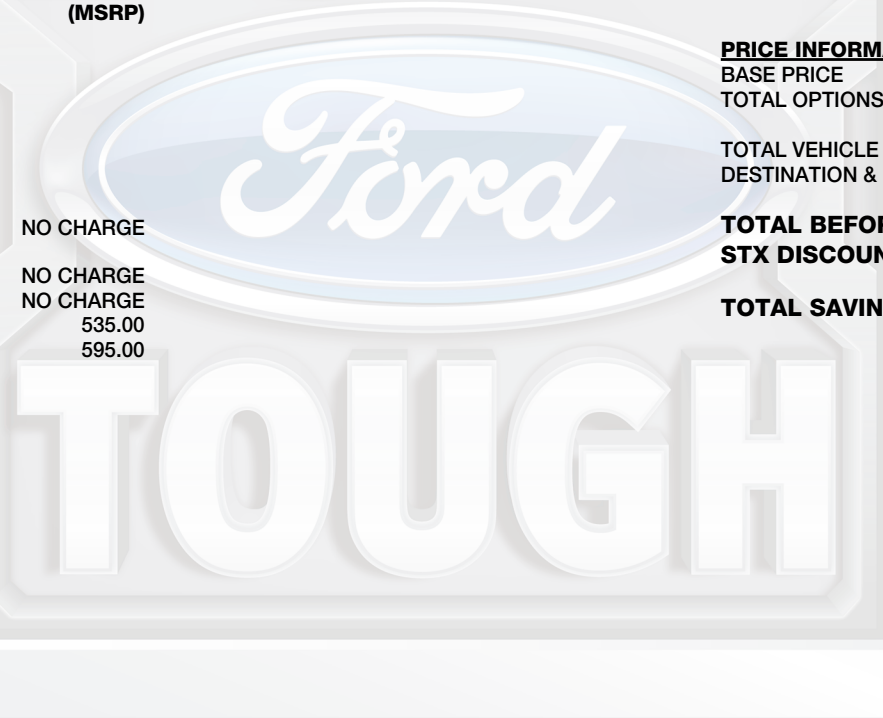 (MSRP)
NO CHARGE
NO CHARGE
NO CHARGE
535.00
595.00
PRICE INFORM
BASE PRICE
TOTAL OPTIONS
TOTAL VEHICLE
DESTINATION &
TOTAL BEFOR
STX DISCOUN
TOTAL SAVIN
Ford
TOUGH